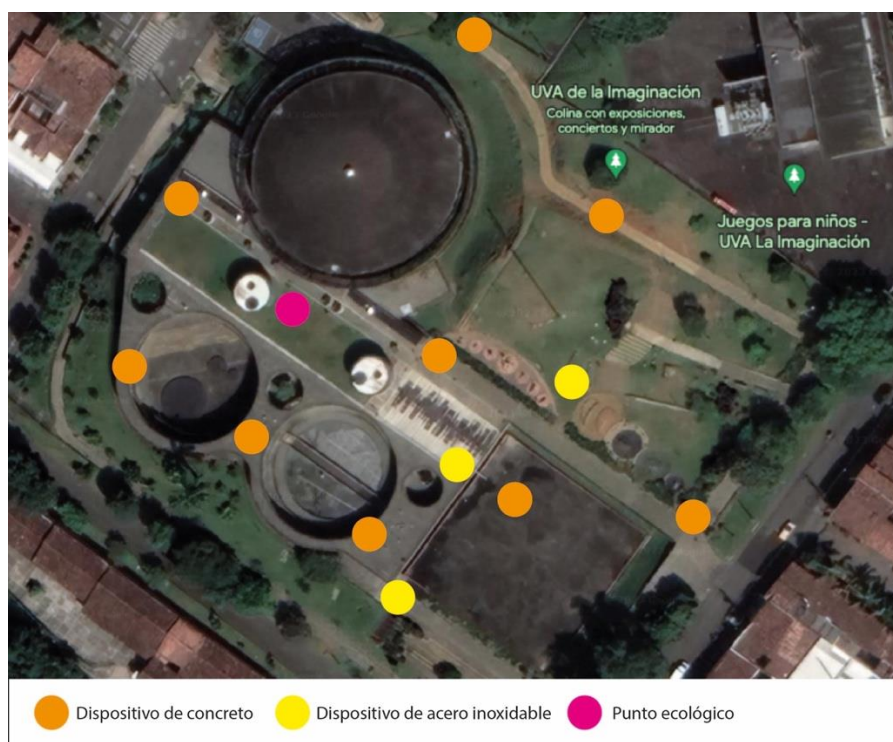 UVA de la Imaginación
Colina con exposiciones,
conciertos y mirador
Juegos para niños -
UVA La Imaginación
Dispositivo de concreto
Dispositivo de acero inoxidable
Punto ecológico